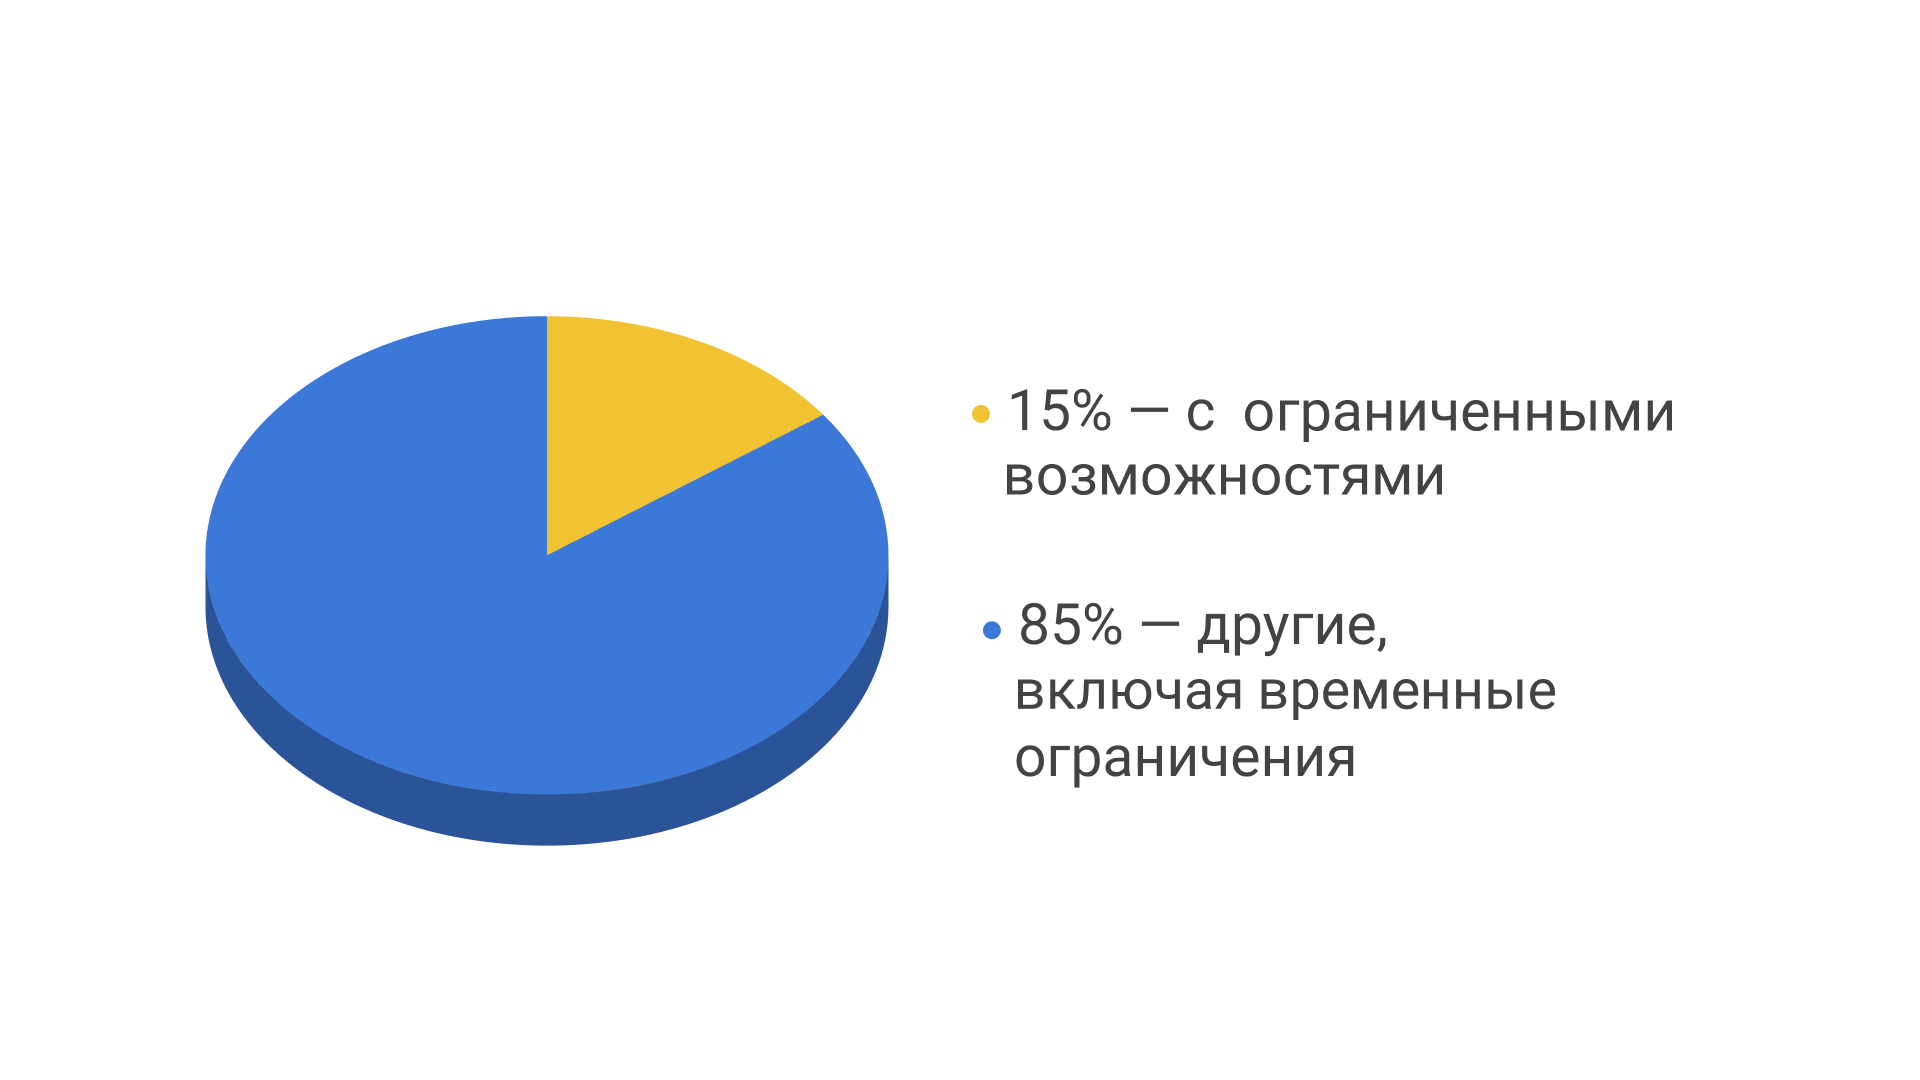 15% — с  ограниченными
возможностями
85% — другие,
включая временные
ограничения